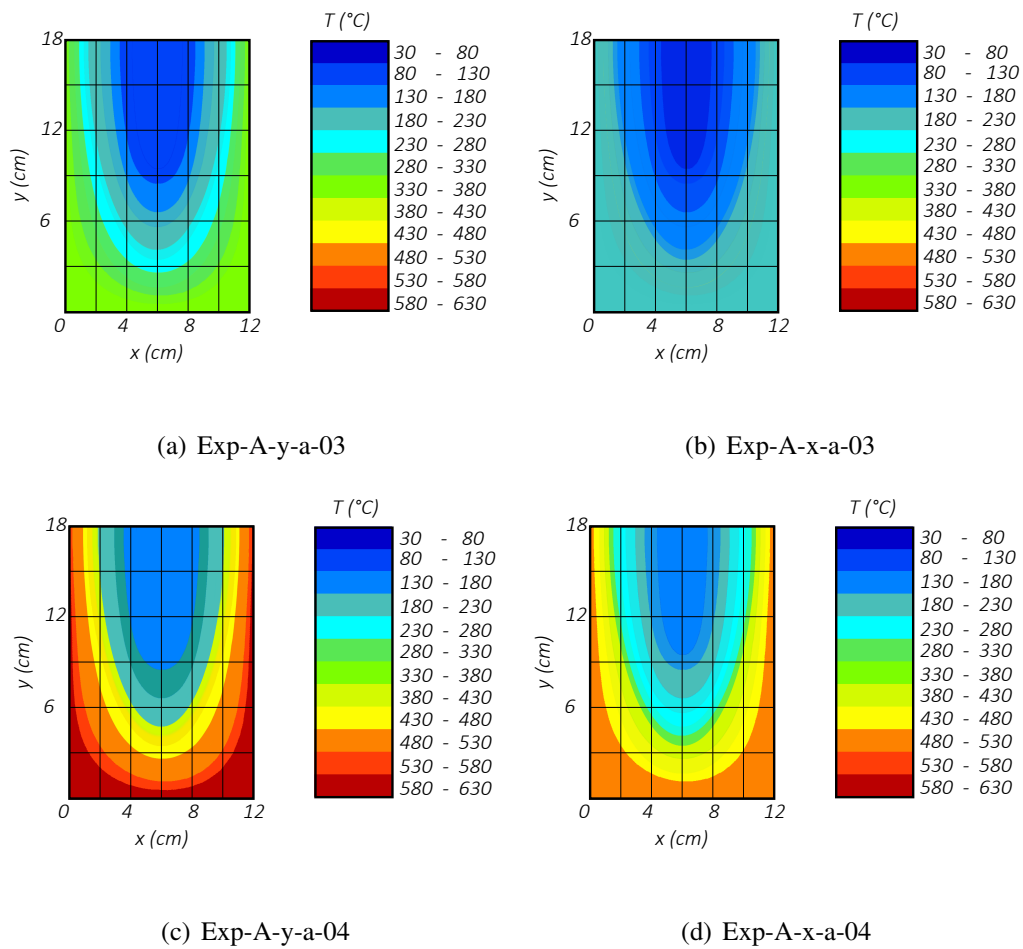 T (°C)
18
12
6
0
4
8
12
y (cm)
x (cm)
30 - 80
80 - 130
130 - 180
180 - 230
230 - 280
280 - 330
330 - 380
380 - 430
430 - 480
480 - 530
530 - 580
580 - 630
(a) Exp-A-y-a-03
T (°C)
18
12
6
0
4
8
12
y (cm)
x (cm)
30 - 80
80 - 130
130 - 180
180 - 230
230 - 280
280 - 330
330 - 380
380 - 430
430 - 480
480 - 530
530 - 580
580 - 630
(b) Exp-A-x-a-03
T (°C)
18
12
6
0
4
8
12
y (cm)
x (cm)
30 - 80
80 - 130
130 - 180
180 - 230
230 - 280
280 - 330
330 - 380
380 - 430
430 - 480
480 - 530
530 - 580
580 - 630
(c) Exp-A-y-a-04
T (°C)
18
12
6
0
4
8
12
y (cm)
x (cm)
30 - 80
80 - 130
130 - 180
180 - 230
230 - 280
280 - 330
330 - 380
380 - 430
430 - 480
480 - 530
530 - 580
580 - 630
(d) Exp-A-x-a-04